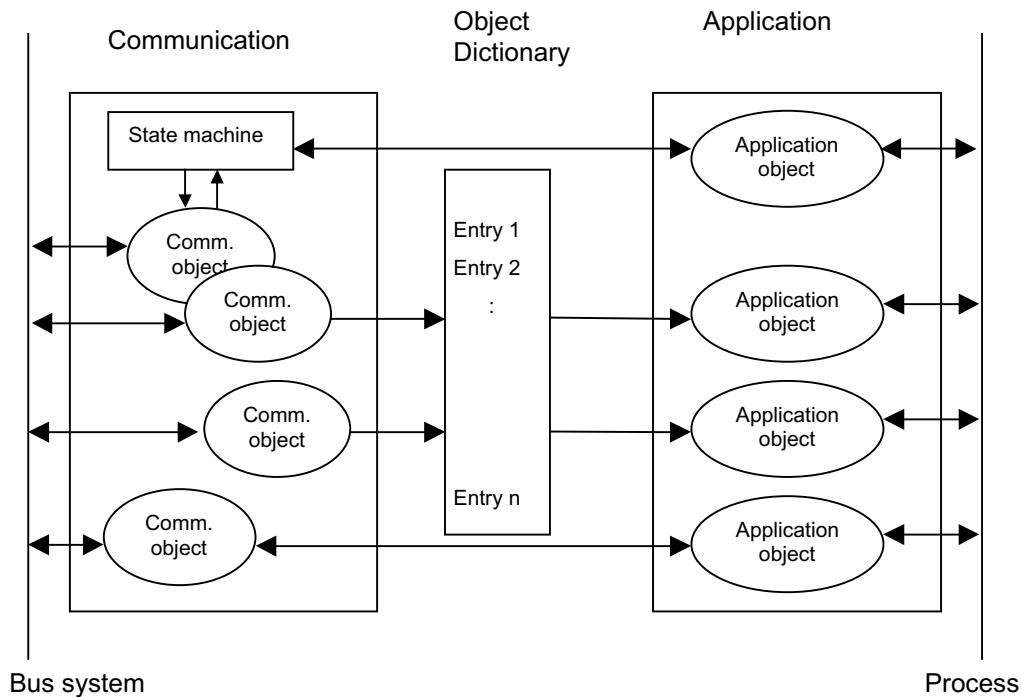 Communication
Object
Dictionary
Application
State machine
Application
object
Comm.
object
Entry 1
Entry 2
:
Comm.
object
Application
object
Comm.
object
Application
object
Entry n
Comm.
object
Application
object
Bus system
Process